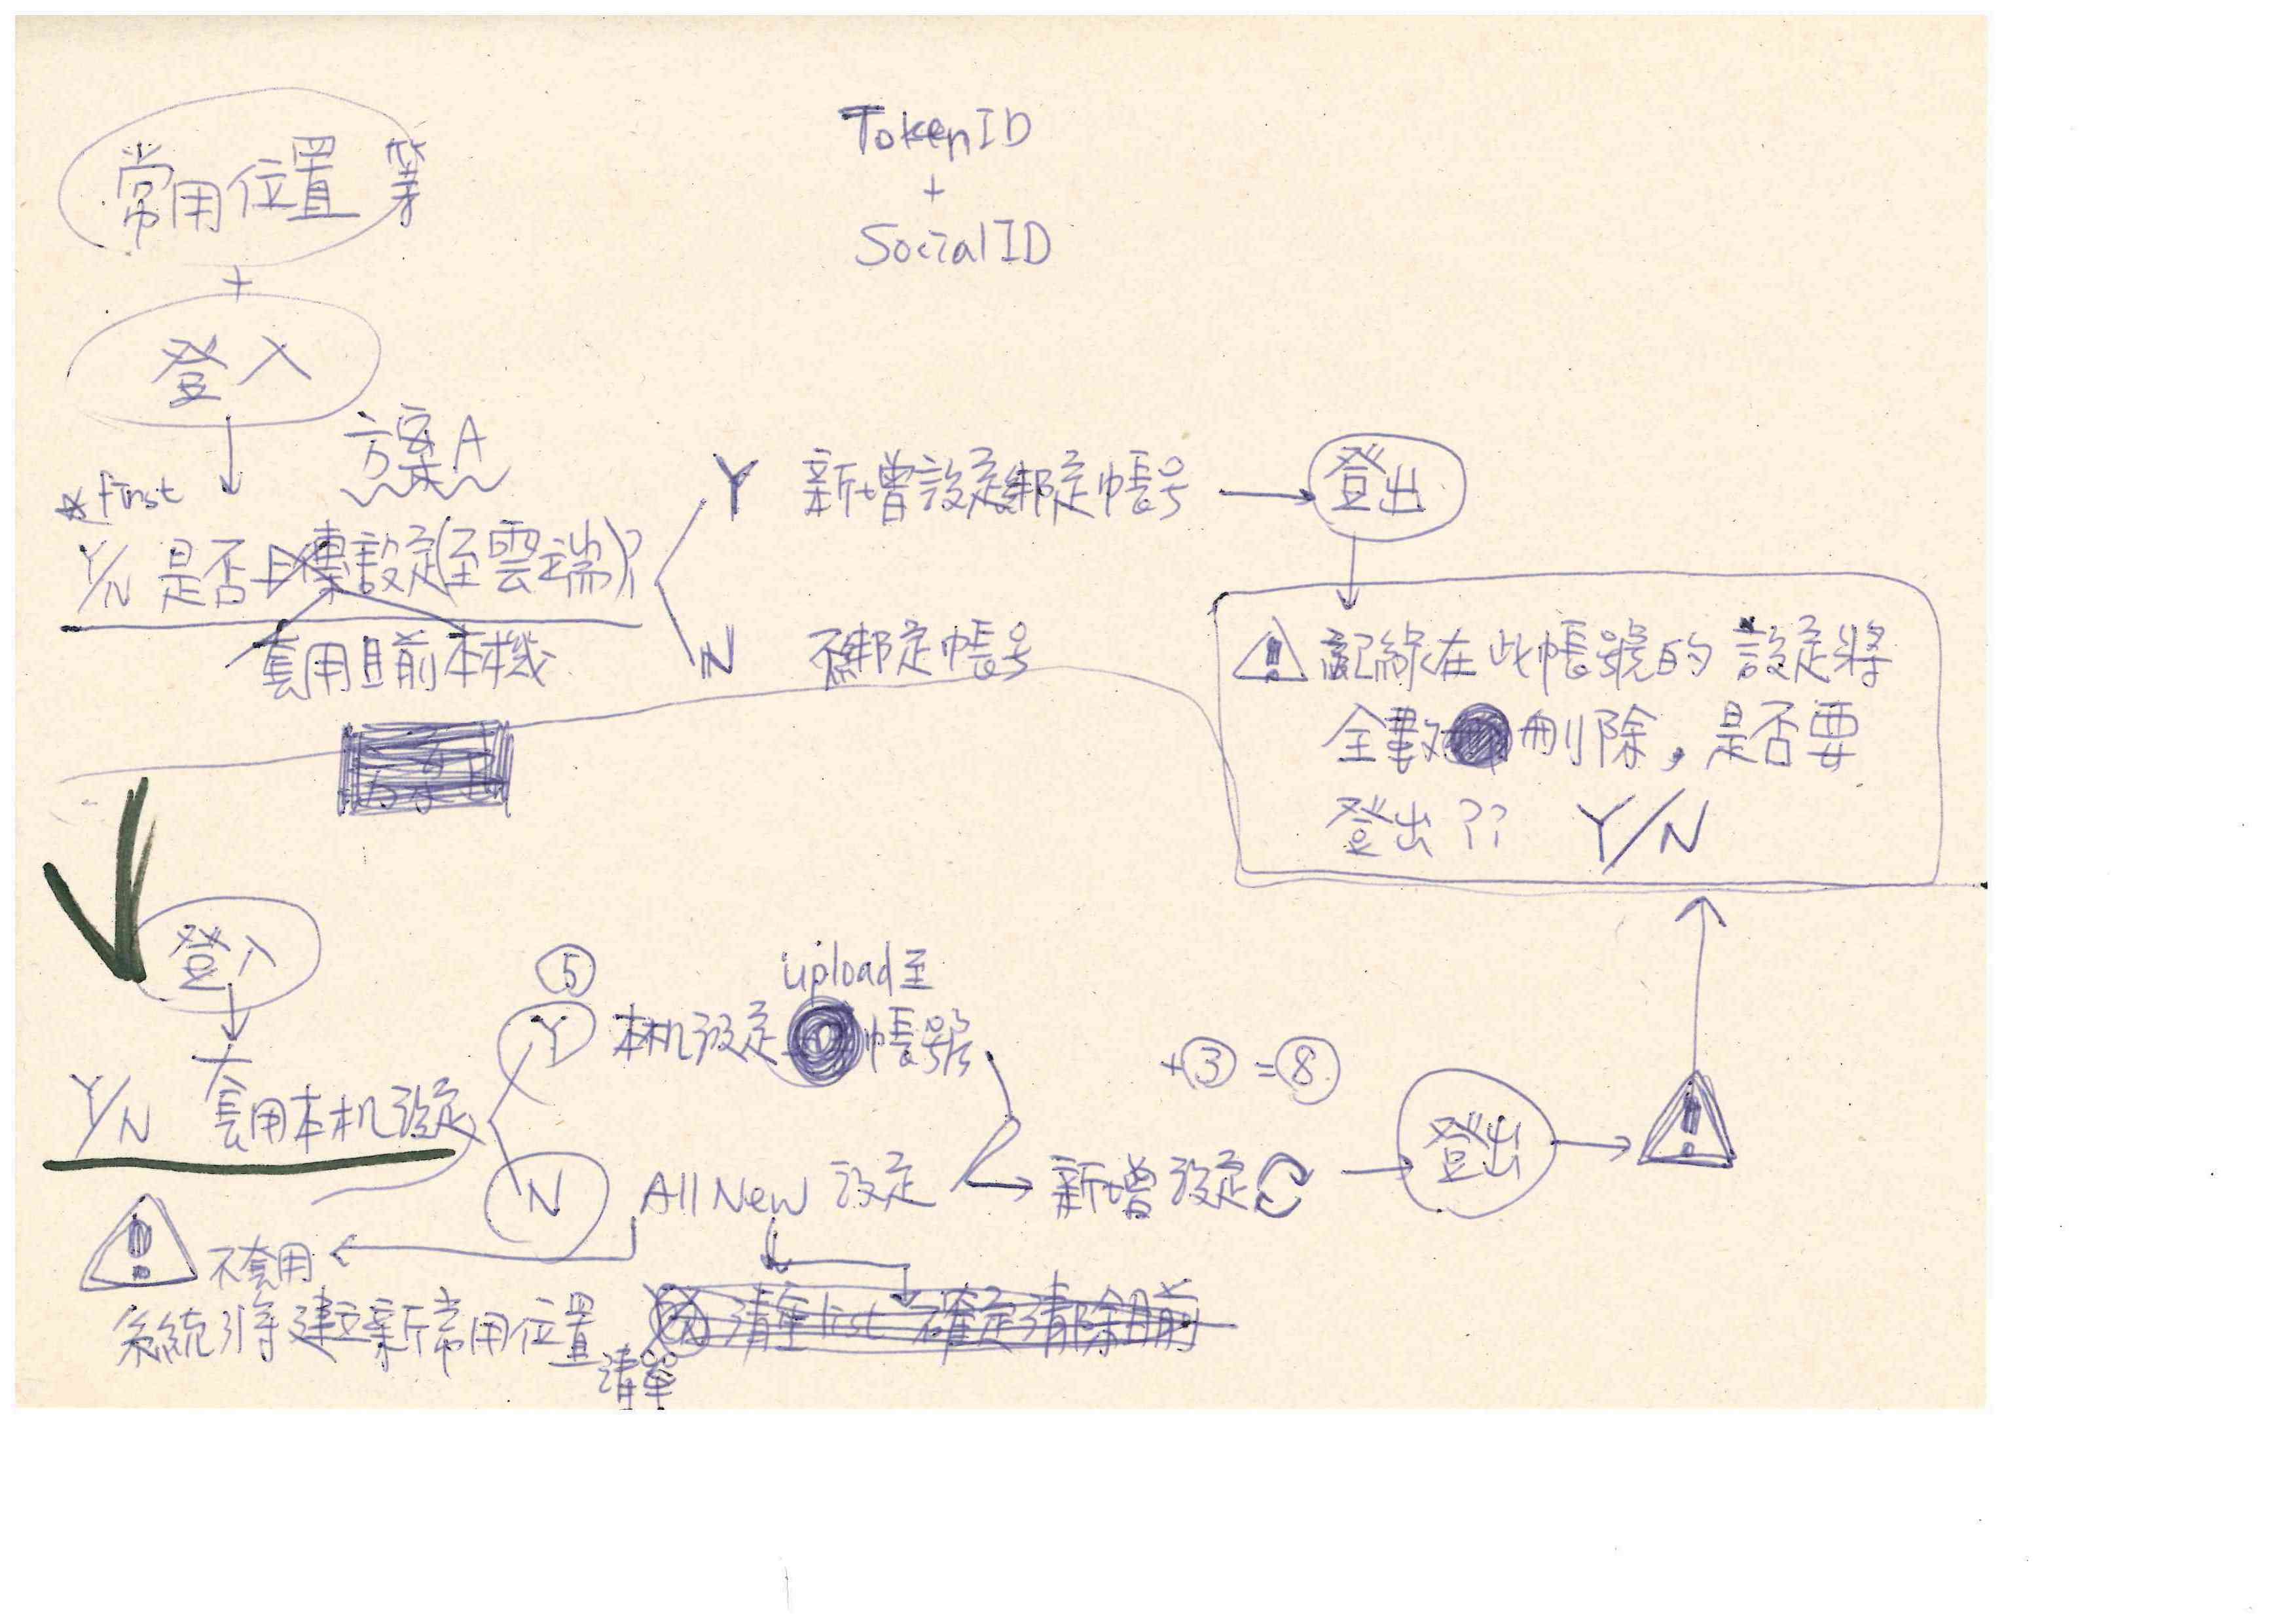 常用位置 等
+
登入
TokenID
+
SocialID
方案A
*first
Y/N 是否上傳設定(至雲端)?
套用目前本機
Y 新增設定綁定帳号
N 不綁定帳号
登出
! 記錄在此帳號的設定將
全數刪除,是否要
登出?? Y/N
登入
Y/N 套用本机設定
⑤
Y 本机設定 upload至 帳號
N All New 設定
+③=⑧
新增設定
登出
!
! 不套用
系統將建立新常用位置
清單
清重list 確定清除目前